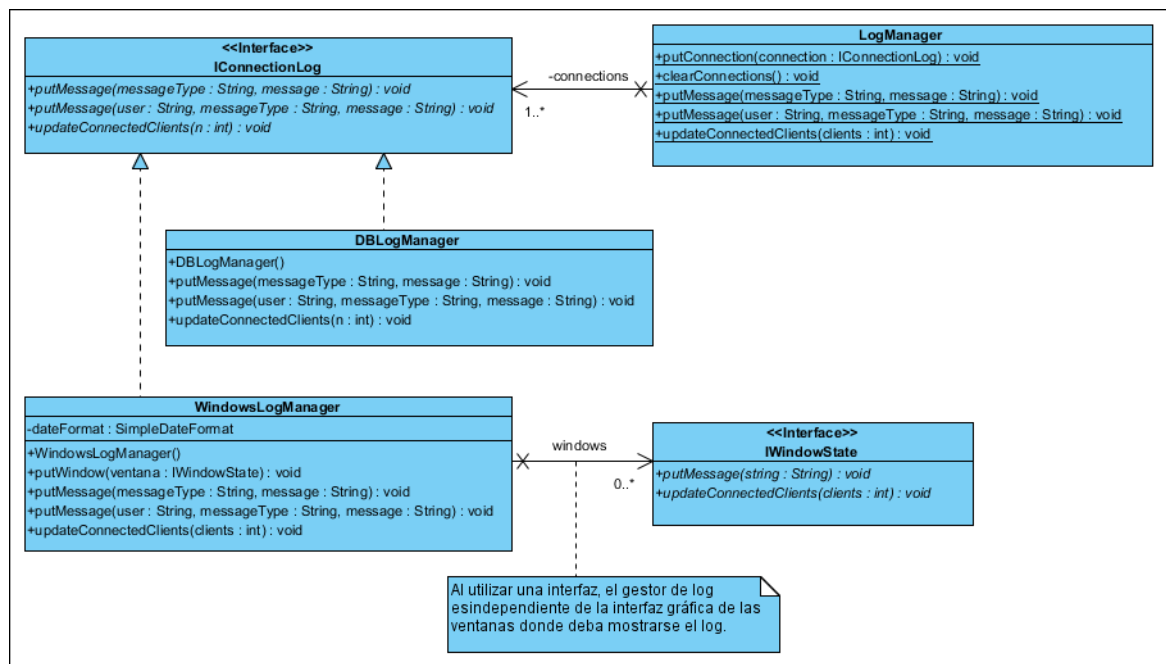 <<Interface>>
IConnectionLog
+putMessage(messageType : String, message : String) : void
+putMessage(user : String, messageType : String, message : String) : void
+updateConnectedClients(n : int) : void
-connections
1..*
LogManager
+putConnection(connection : IConnectionLog) : void
+clearConnections() : void
+putMessage(messageType : String, message : String) : void
+putMessage(user : String, messageType : String, message : String) : void
+updateConnectedClients(clients : int) : void
DBLogManager
+DBLogManager()
+putMessage(messageType : String, message : String) : void
+putMessage(user : String, messageType : String, message : String) : void
+updateConnectedClients(n : int) : void
WindowsLogManager
-dateFormat : SimpleDateFormat
+WindowsLogManager()
+putWindow(ventana : IWindowState) : void
+putMessage(messageType : String, message : String) : void
+putMessage(user : String, messageType : String, message : String) : void
+updateConnectedClients(clients : int) : void
windows
0..*
<<Interface>>
IWindowState
+putMessage(string : String) : void
+updateConnectedClients(clients : int) : void
Al utilizar una interfaz, el gestor de log
esindependiente de la interfaz gráfica de las
ventanas donde deba mostrarse el log.